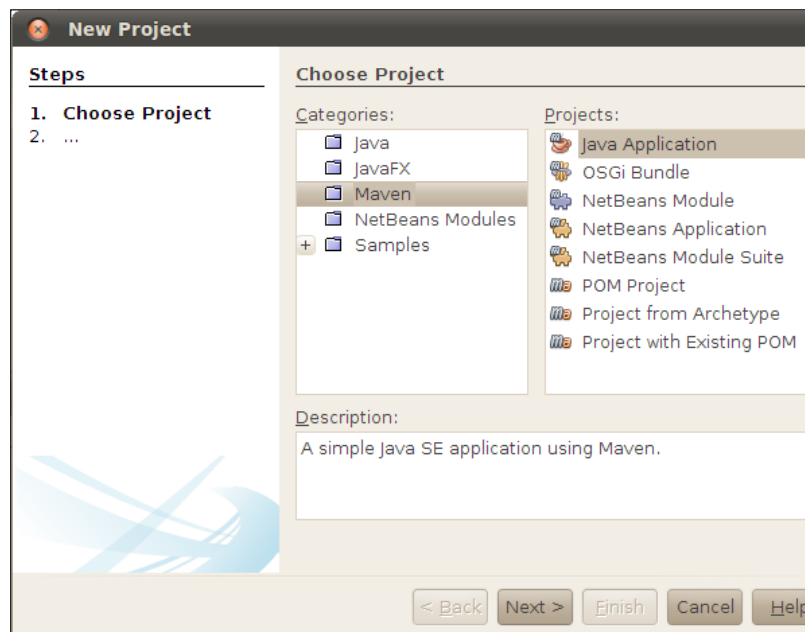 New Project
Steps
1. Choose Project
2. ...
Choose Project
Categories:
Java
JavaFX
Maven
NetBeans Modules
+ Samples
Projects:
Java Application
OSGi Bundle
NetBeans Module
NetBeans Application
NetBeans Module Suite
POM Project
Project from Archetype
Project with Existing POM
Description:
A simple Java SE application using Maven.
< Back Next > Finish Cancel Help